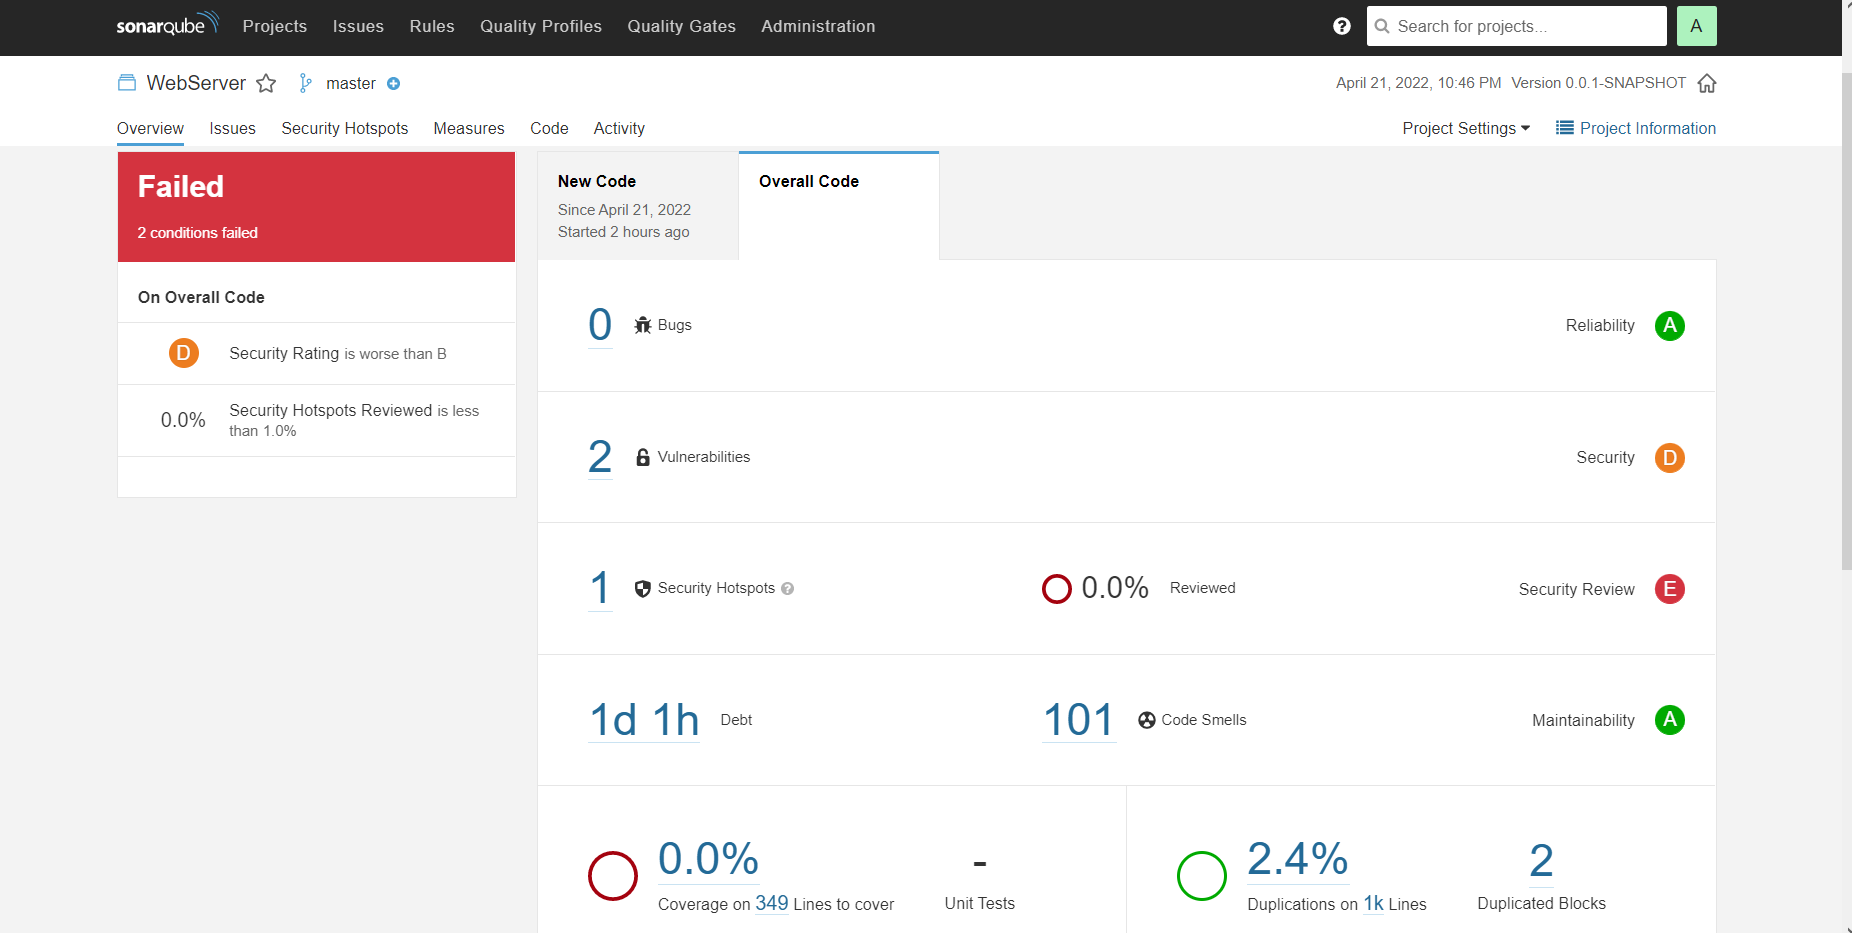 sonarqube Projects Issues Rules Quality Profiles Quality Gates Administration ? Search for projects... A
WebServer master April 21, 2022, 10:46 PM Version 0.0.1-SNAPSHOT
Overview Issues Security Hotspots Measures Code Activity Project Settings Project Information
Failed
2 conditions failed
On Overall Code
D Security Rating is worse than B
0.0% Security Hotspots Reviewed is less
than 1.0%
New Code
Since April 21, 2022
Started 2 hours ago
Overall Code
0 Bugs Reliability A
2 Vulnerabilities Security D
1 Security Hotspots ? 0.0% Reviewed Security Review E
1d 1h Debt 101 Code Smells Maintainability A
0.0%
Coverage on 349 Lines to cover
-
Unit Tests
2.4%
Duplications on 1k Lines
2
Duplicated Blocks